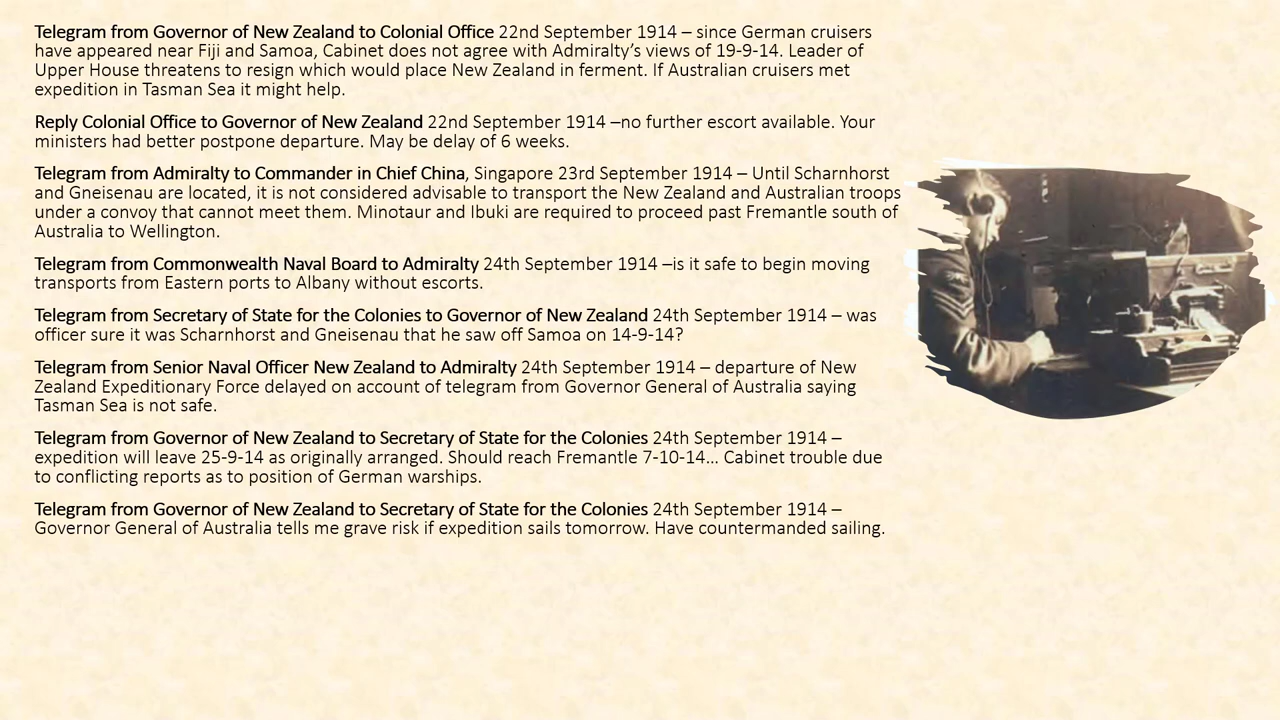 Telegram from Governor of New Zealand to Colonial Office 22nd September 1914 – since German cruisers
have appeared near Fiji and Samoa, Cabinet does not agree with Admiralty’s views of 19-9-14. Leader of
Upper House threatens to resign which would place New Zealand in ferment. If Australian cruisers met
expedition in Tasman Sea it might help.
Reply Colonial Office to Governor of New Zealand 22nd September 1914 –no further escort available. Your
ministers had better postpone departure. May be delay of 6 weeks.
Telegram from Admiralty to Commander in Chief China, Singapore 23rd September 1914 – Until Scharnhorst
and Gneisenau are located, it is not considered advisable to transport the New Zealand and Australian troops
under a convoy that cannot meet them. Minotaur and Ibuki are required to proceed past Fremantle south of
Australia to Wellington.
Telegram from Commonwealth Naval Board to Admiralty 24th September 1914 –is it safe to begin moving
transports from Eastern ports to Albany without escorts.
Telegram from Secretary of State for the Colonies to Governor of New Zealand 24th September 1914 – was
officer sure it was Scharnhorst and Gneisenau that he saw off Samoa on 14-9-14?
Telegram from Senior Naval Officer New Zealand to Admiralty 24th September 1914 – departure of New
Zealand Expeditionary Force delayed on account of telegram from Governor General of Australia saying
Tasman Sea is not safe.
Telegram from Governor of New Zealand to Secretary of State for the Colonies 24th September 1914 –
expedition will leave 25-9-14 as originally arranged. Should reach Fremantle 7-10-14… Cabinet trouble due
to conflicting reports as to position of German warships.
Telegram from Governor of New Zealand to Secretary of State for the Colonies 24th September 1914 –
Governor General of Australia tells me grave risk if expedition sails tomorrow. Have countermanded sailing.